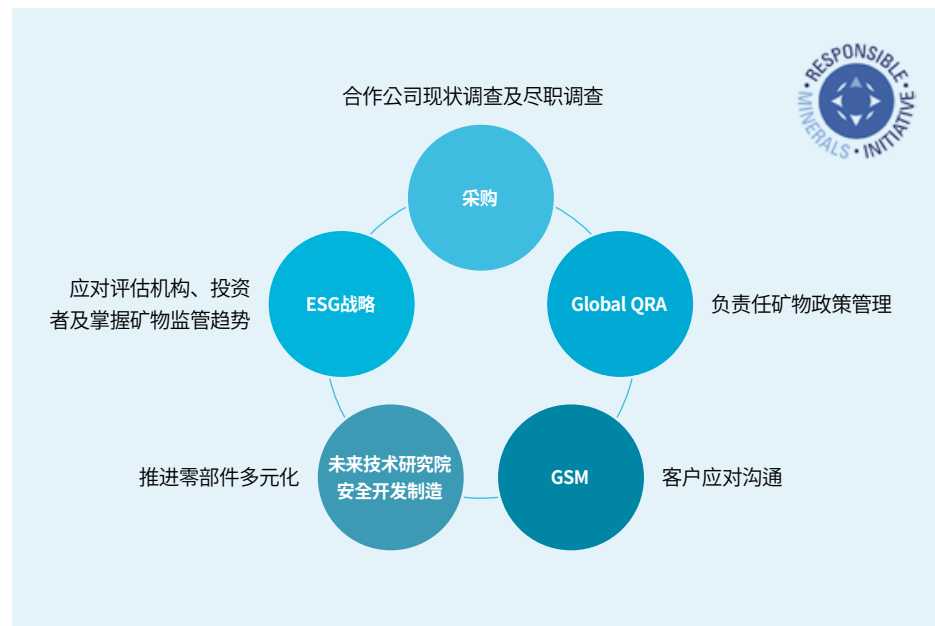 RESPONSIBLE MINERALS INITIATIVE
合作公司现状调查及尽职调查
采购
应对评估机构、投资
者及掌握矿物监管趋势
ESG战略
Global QRA
负责任矿物政策管理
推进零部件多元化
未来技术研究院
安全开发制造
GSM
客户应对沟通